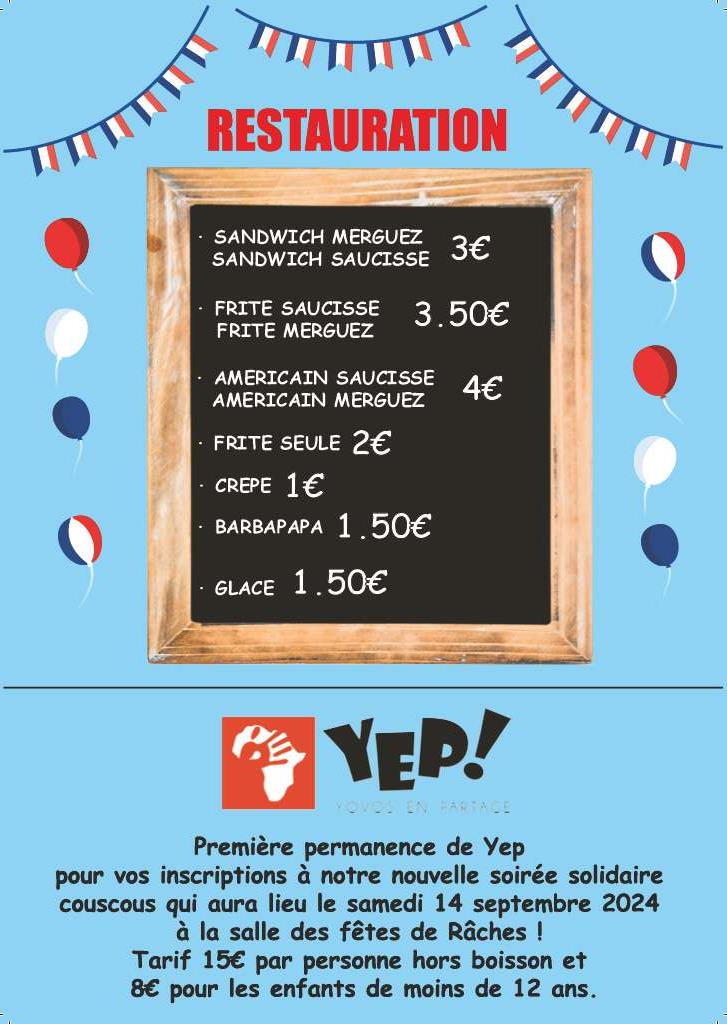 RESTAURATION
· SANDWICH MERGUEZ
SANDWICH SAUCISSE 3€
· FRITE SAUCISSE 3.50€
FRITE MERGUEZ
· AMERICAIN SAUCISSE 4€
AMERICAIN MERGUEZ
· FRITE SEULE 2€
· CREPE 1€
· BARBAPAPA 1.50€
· GLACE 1.50€
YEP!
YOVOS EN PARTAGE
Première permanence de Yep
pour vos inscriptions à notre nouvelle soirée solidaire
couscous qui aura lieu le samedi 14 septembre 2024
à la salle des fêtes de Râches !
Tarif 15€ par personne hors boisson et
8€ pour les enfants de moins de 12 ans.